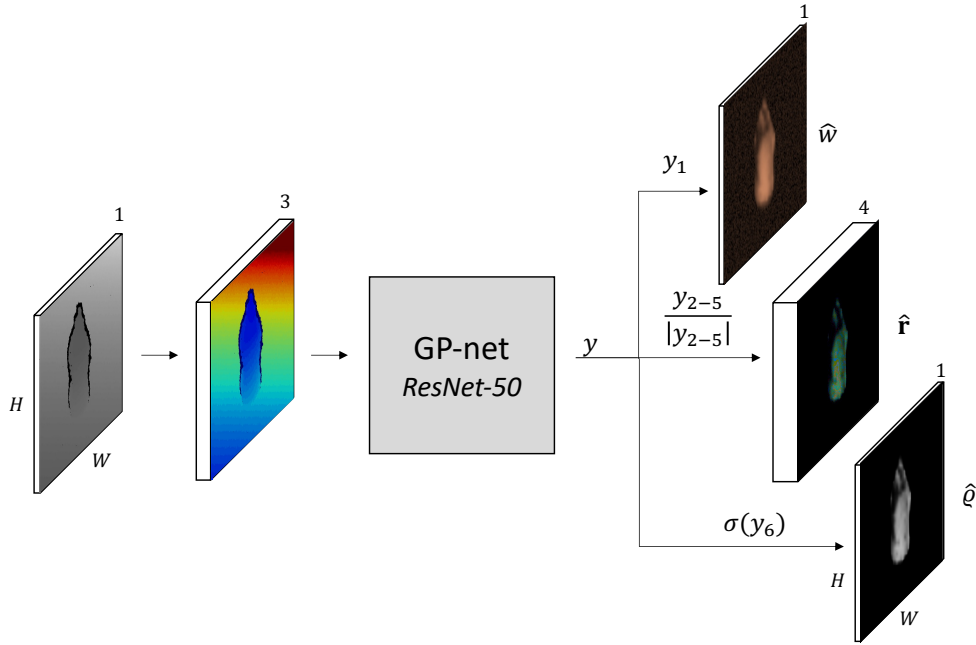 1
H
W
3
GP-net
ResNet-50
y
y₁
1
ŵ
y₂₋₅
|y₂₋₅|
4
r̂
σ(y₆)
1
ϱ̂
H
W